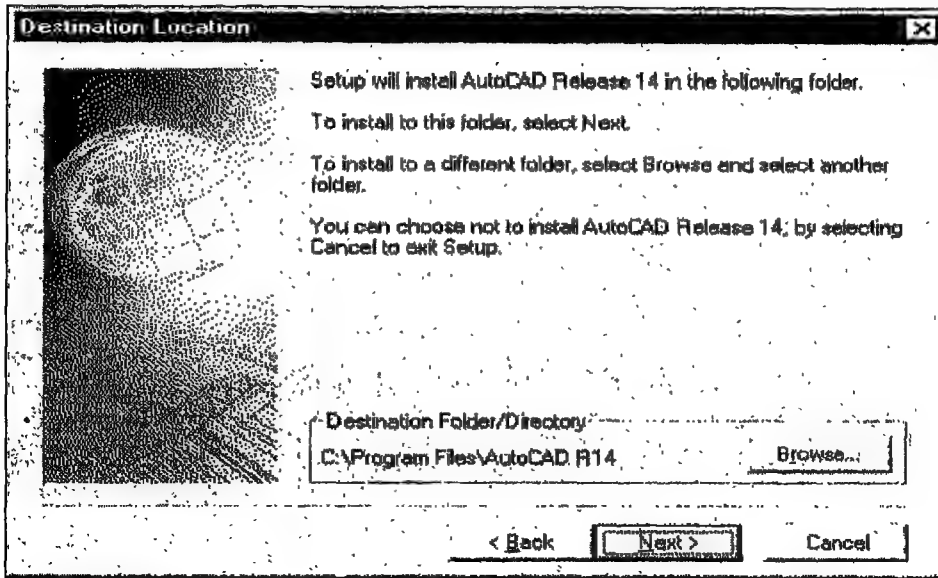 Destination Location
Setup will install AutoCAD Release 14 in the following folder.
To install to this folder, select Next.
To install to a different folder, select Browse and select another
folder.
You can choose not to install AutoCAD Release 14, by selecting
Cancel to exit Setup.
Destination Folder/Directory
C:\Program Files\AutoCAD R14
Browse...
< Back
Next >
Cancel